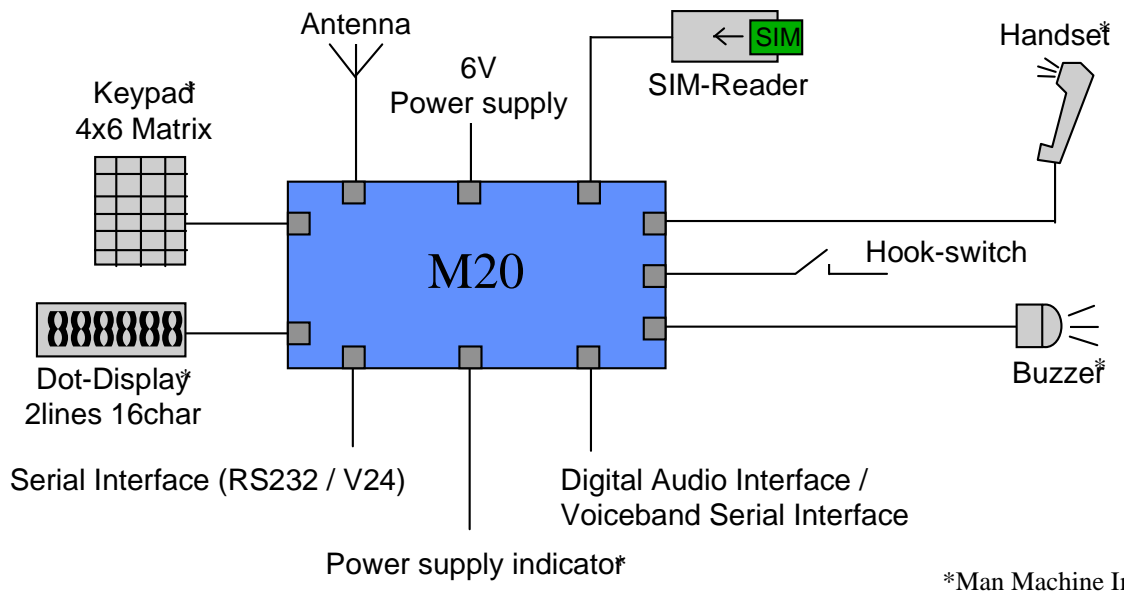 Antenna
SIM
Handset*
6V
Power supply
SIM-Reader
Keypad*
4x6 Matrix
M20
Hook-switch
888888
Dot-Display*
2lines 16char
Buzzer*
Serial Interface (RS232 / V24)
Digital Audio Interface /
Voiceband Serial Interface
Power supply indicator*
*Man Machine